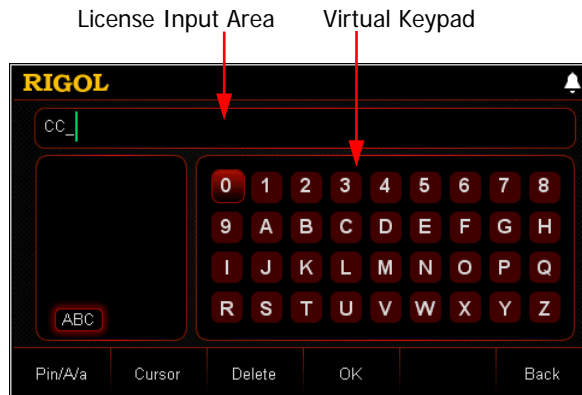 License Input Area Virtual Keypad
RIGOL
CC_
0 1 2 3 4 5 6 7 8
9 A B C D E F G H
I J K L M N O P Q
R S T U V W X Y Z
ABC
Pin/A/a Cursor Delete OK Back